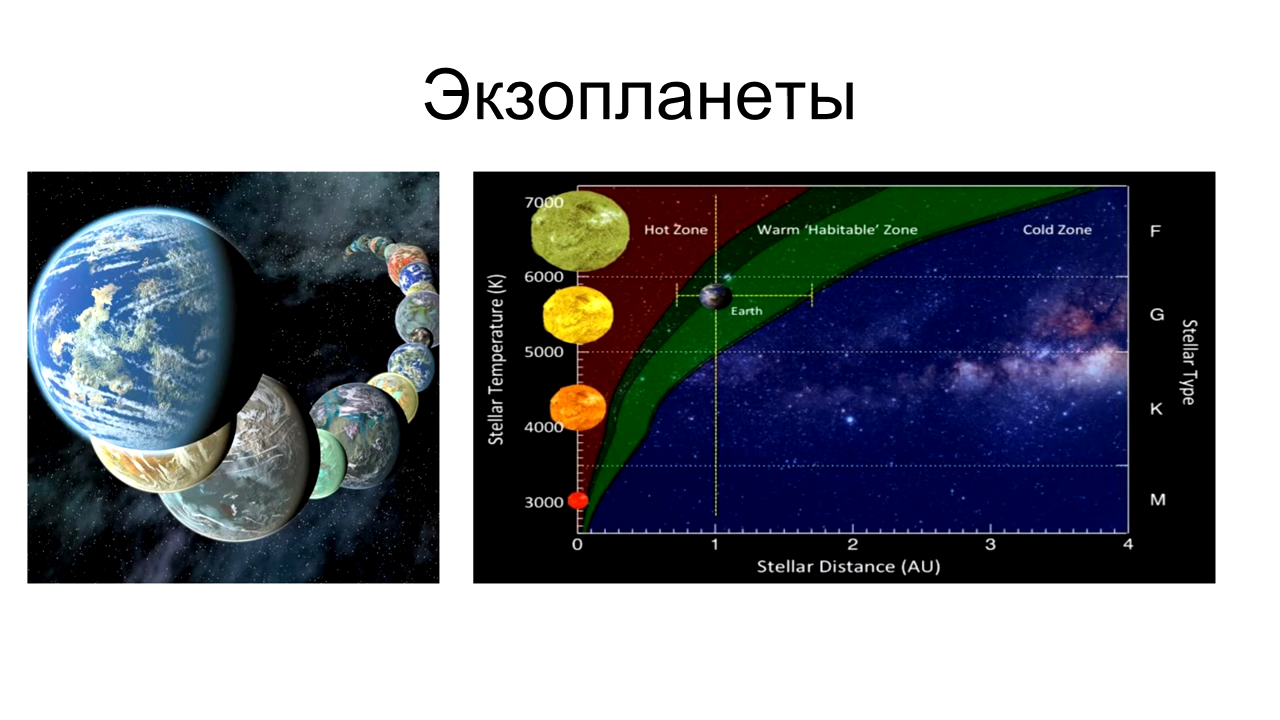 Экзопланеты
7000
6000
5000
4000
3000
Stellar Temperature (K)
Hot Zone
Warm ‘Habitable’ Zone
Cold Zone
Earth
F
G
K
M
Stellar Type
0 1 2 3 4
Stellar Distance (AU)